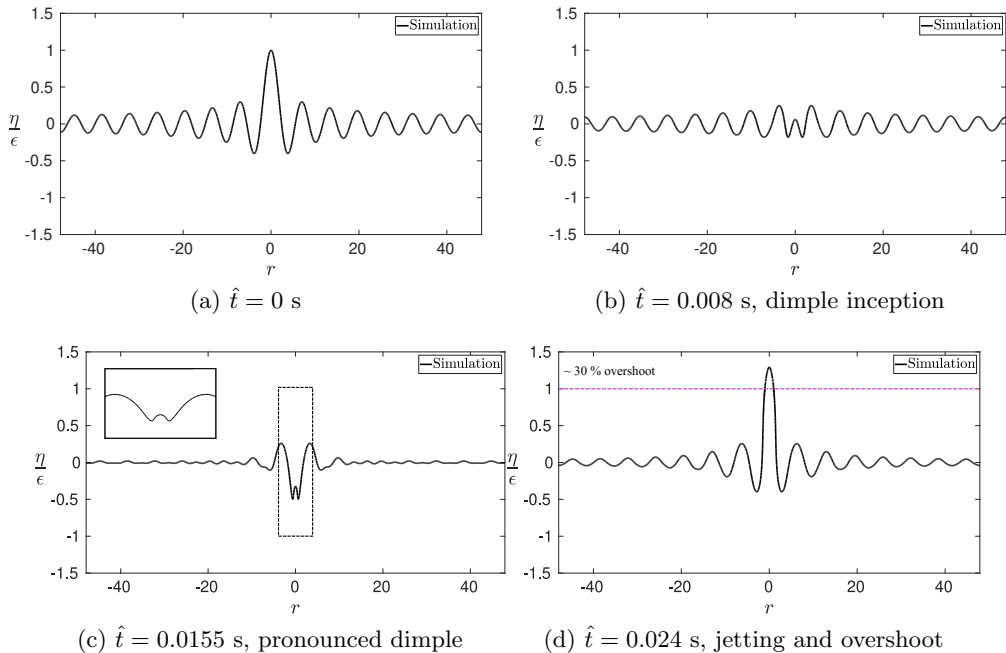 Simulation
1.5
1
0.5
0
-0.5
-1
-1.5
η/ϵ
-40 -20 0 20 40
r
(a) t̂ = 0 s
Simulation
1.5
1
0.5
0
-0.5
-1
-1.5
η/ϵ
-40 -20 0 20 40
r
(b) t̂ = 0.008 s, dimple inception
Simulation
1.5
1
0.5
0
-0.5
-1
-1.5
η/ϵ
-40 -20 0 20 40
r
(c) t̂ = 0.0155 s, pronounced dimple
Simulation
~ 30 % overshoot
1.5
1
0.5
0
-0.5
-1
-1.5
η/ϵ
-40 -20 0 20 40
r
(d) t̂ = 0.024 s, jetting and overshoot